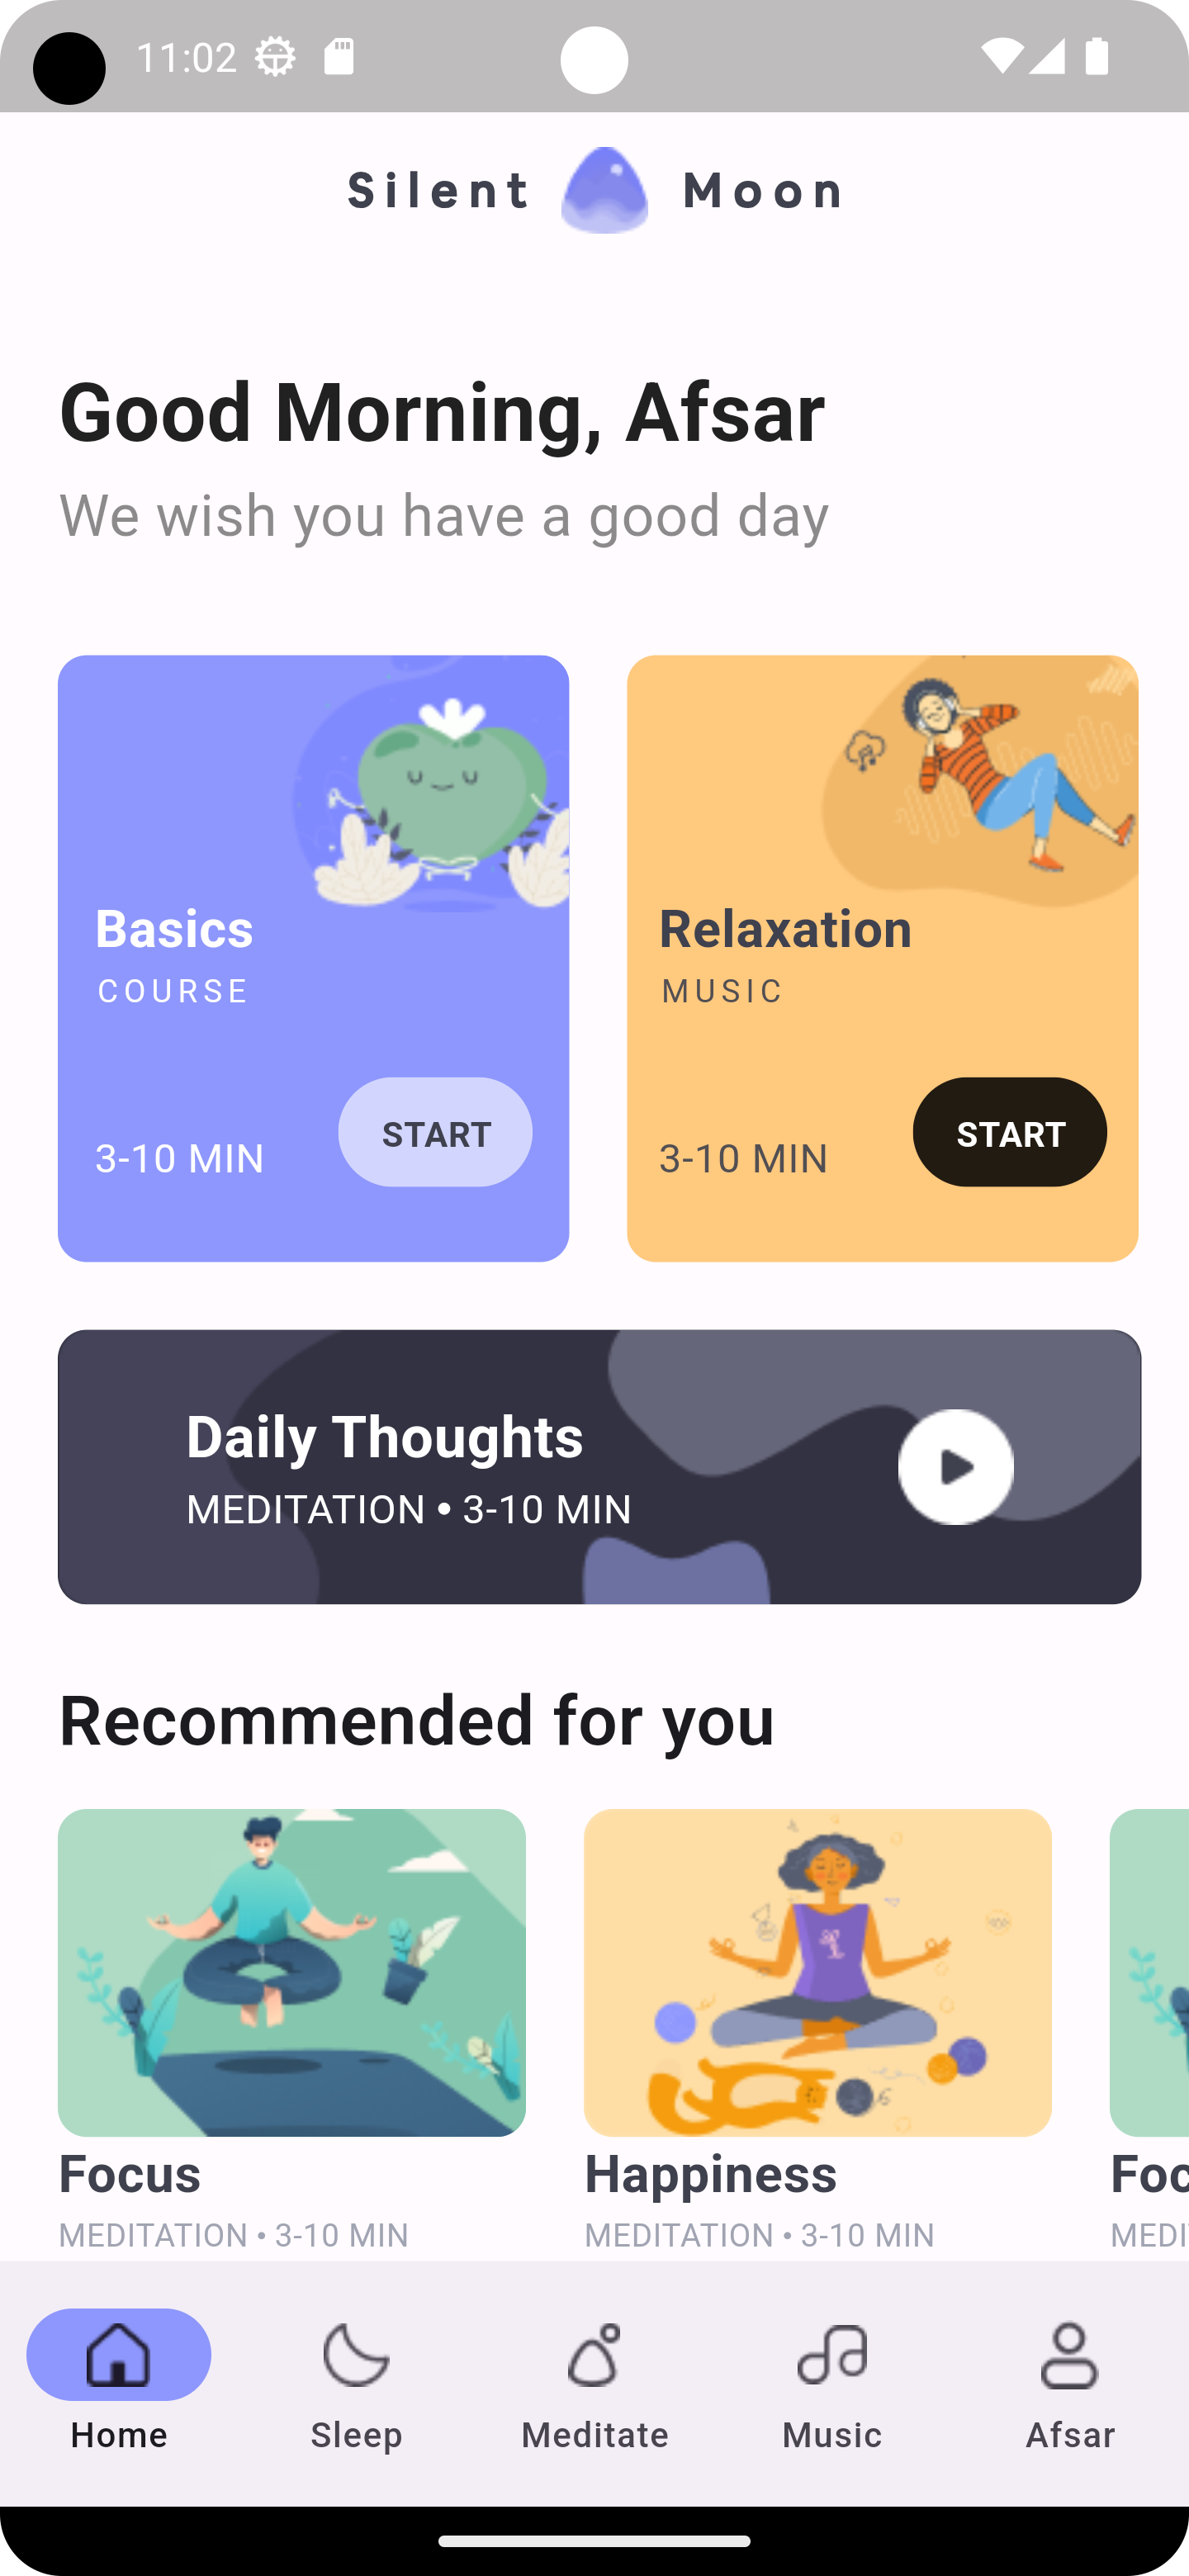 11:02
Silent Moon
Good Morning, Afsar
We wish you have a good day
Basics
COURSE
3-10 MIN
START
Relaxation
MUSIC
3-10 MIN
START
Daily Thoughts
MEDITATION • 3-10 MIN
Recommended for you
Focus
MEDITATION • 3-10 MIN
Happiness
MEDITATION • 3-10 MIN
Foc
MEDI
Home
Sleep
Meditate
Music
Afsar